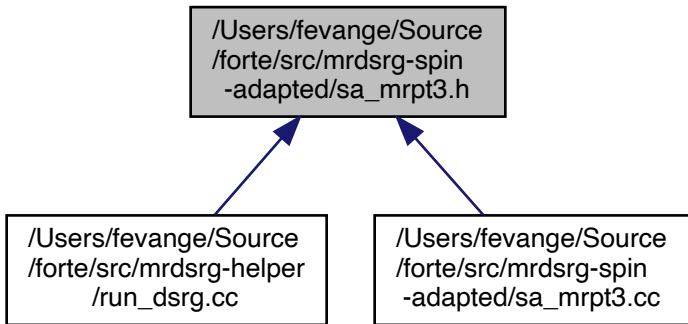 /Users/fevange/Source
/forte/src/mrdsrg-spin
-adapted/sa_mrpt3.h
/Users/fevange/Source
/forte/src/mrdsrg-helper
/run_dsrg.cc
/Users/fevange/Source
/forte/src/mrdsrg-spin
-adapted/sa_mrpt3.cc